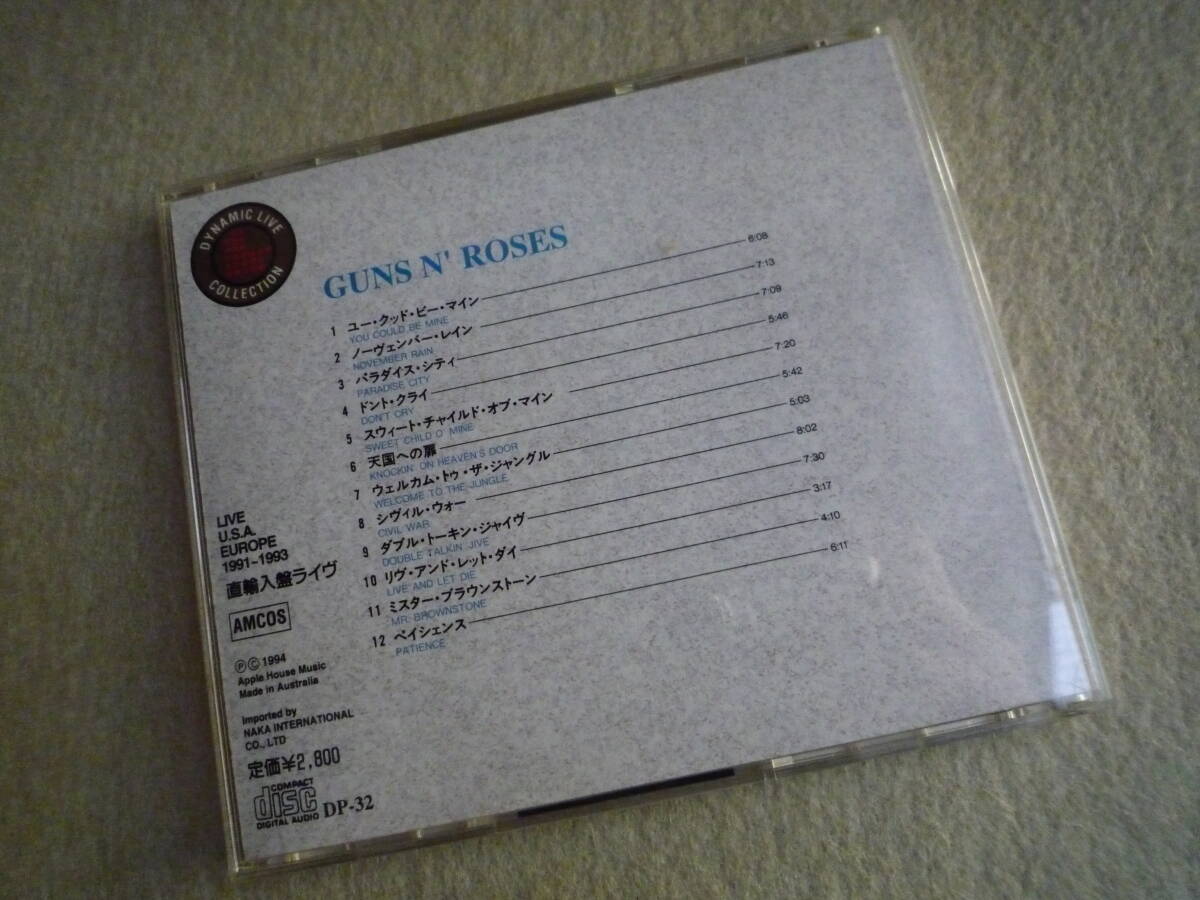 DYNAMIC LIVE
COLLECTION
GUNS N' ROSES
1 ユー・クッド・ビー・マイン 6:08
YOU COULD BE MINE
2 ノーヴェンバー・レイン 7:13
NOVEMBER RAIN
3 パラダイス・シティ 7:09
PARADISE CITY
4 ドント・クライ 5:46
DON'T CRY
5 スウィート・チャイルド・オブ・マイン 7:20
SWEET CHILD O' MINE
6 天国への扉 5:42
KNOCKIN' ON HEAVEN'S DOOR
7 ウェルカム・トゥ・ザ・ジャングル 5:03
WELCOME TO THE JUNGLE
8 シヴィル・ウォー 8:02
CIVIL WAR
9 ダブル・トーキン・ジャイヴ 7:30
DOUBLE TALKIN' JIVE
10 リヴ・アンド・レット・ダイ 3:17
LIVE AND LET DIE
11 ミスター・ブラウンストーン 4:10
MR. BROWNSTONE
12 ペイシェンス 6:11
PATIENCE
LIVE
U.S.A.
EUROPE
1991~1993
直輸入盤ライヴ
AMCOS
Ⓟ© 1994
Apple House Music
Made in Australia
Imported by
NAKA INTERNATIONAL
CO., LTD
定価¥2,800
COMPACT
disc
DIGITAL AUDIO
DP-32